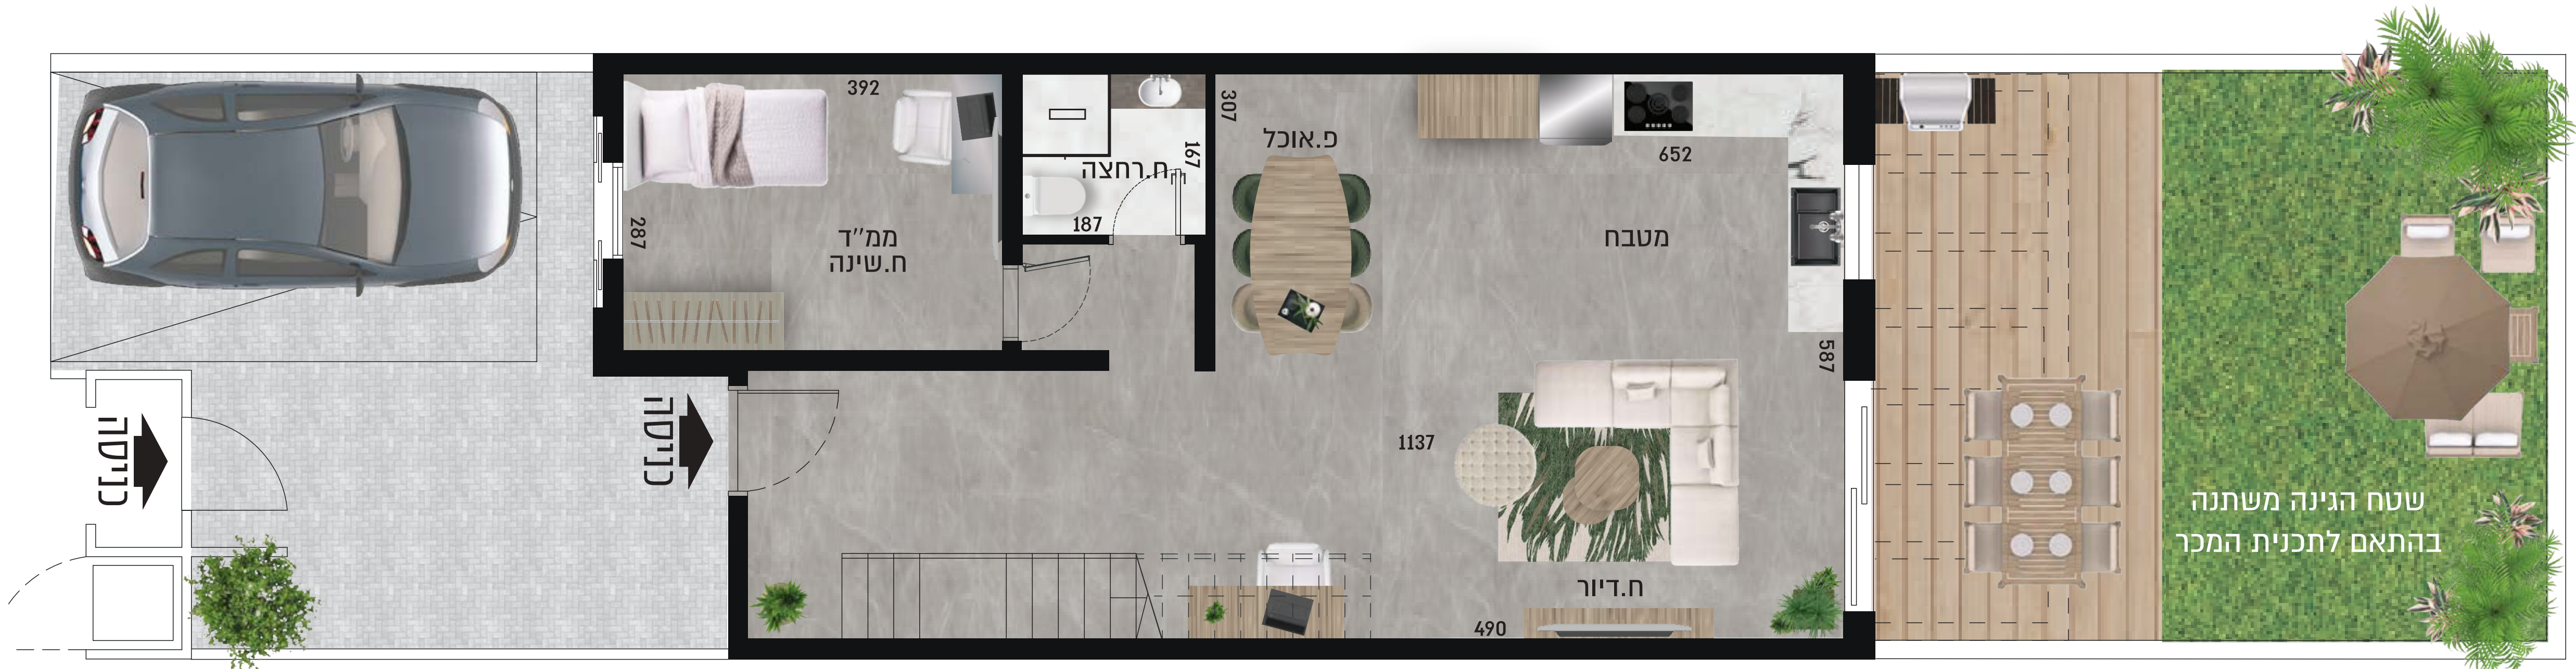 392
287
ממ"ד
ח.שינה
ח.רחצה
167
187
307
פ.אוכל
652
מטבח
587
כניסה
כניסה
1137
ח.דיור
490
שטח הגינה משתנה
בהתאם לתכנית המכר